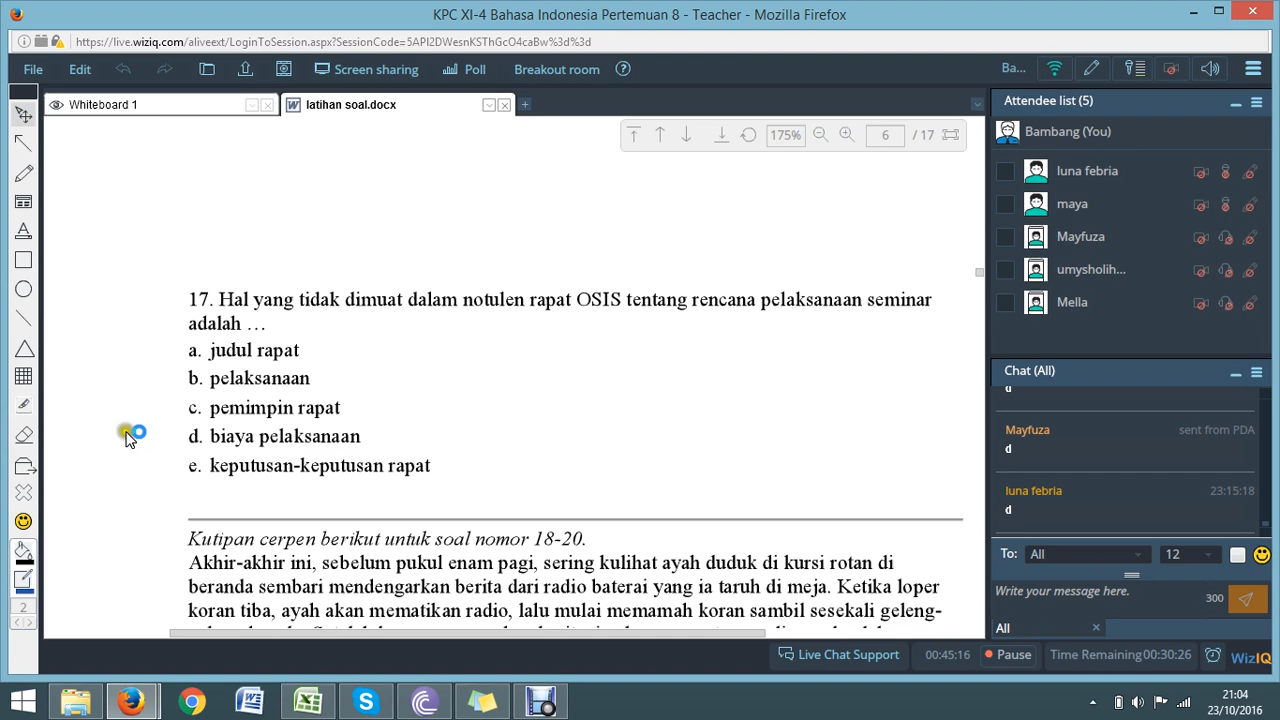 KPC XI-4 Bahasa Indonesia Pertemuan 8 - Teacher - Mozilla Firefox
https://live.wiziq.com/aliveext/LoginToSession.aspx?SessionCode=5API2DWesnKSThGcO4caBw%3d%3d
File Edit Screen sharing Poll Breakout room Ba...
Whiteboard 1
latihan soal.docx
175% 6 / 17
17. Hal yang tidak dimuat dalam notulen rapat OSIS tentang rencana pelaksanaan seminar
adalah …
a. judul rapat
b. pelaksanaan
c. pemimpin rapat
d. biaya pelaksanaan
e. keputusan-keputusan rapat
Kutipan cerpen berikut untuk soal nomor 18-20.
Akhir-akhir ini, sebelum pukul enam pagi, sering kulihat ayah duduk di kursi rotan di
beranda sembari mendengarkan berita dari radio baterai yang ia taruh di meja. Ketika loper
koran tiba, ayah akan mematikan radio, lalu mulai memamah koran sambil sesekali geleng-
2
Attendee list (5)
Bambang (You)
luna febria
maya
Mayfuza
umysholih...
Mella
Chat (All)
d
Mayfuza sent from PDA
d
luna febria 23:15:18
d
To: All 12
Write your message here. 300
All
Live Chat Support 00:45:16 Pause Time Remaining 00:30:26 WizIQ
21:04
23/10/2016